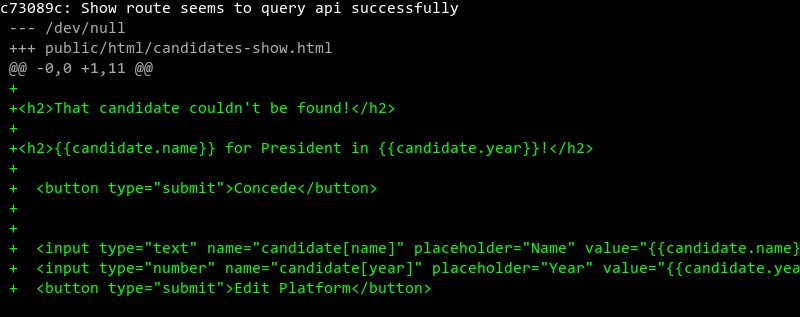 c73089c: Show route seems to query api successfully
--- /dev/null
+++ public/html/candidates-show.html
@@ -0,0 +1,11 @@
+
+<h2>That candidate couldn't be found!</h2>
+
+<h2>{{candidate.name}} for President in {{candidate.year}}!</h2>
+
+  <button type="submit">Concede</button>
+
+
+  <input type="text" name="candidate[name]" placeholder="Name" value="{{candidate.name}
+  <input type="number" name="candidate[year]" placeholder="Year" value="{{candidate.yea
+  <button type="submit">Edit Platform</button>